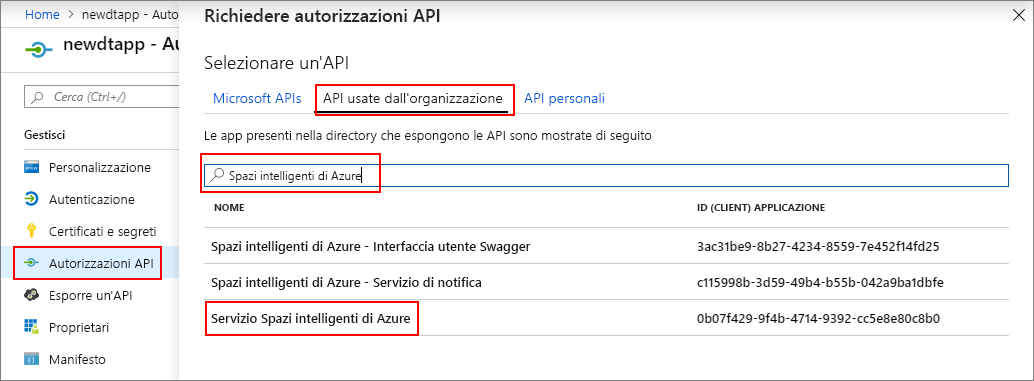 Home > newdtapp - Auto
newdtapp - Au
Cerca (Ctrl+/)
Gestisci
Personalizzazione
Autenticazione
Certificati e segreti
Autorizzazioni API
Esporre un'API
Proprietari
Manifesto
Richiedere autorizzazioni API
Selezionare un'API
Microsoft APIs API usate dall'organizzazione API personali
Le app presenti nella directory che espongono le API sono mostrate di seguito
Spazi intelligenti di Azure
NOME ID (CLIENT) APPLICAZIONE
Spazi intelligenti di Azure - Interfaccia utente Swagger 3ac31be9-8b27-4234-8559-7e452f14fd25
Spazi intelligenti di Azure - Servizio di notifica c115998b-3d59-49b4-b55b-042a9ba1dbfe
Servizio Spazi intelligenti di Azure 0b07f429-9f4b-4714-9392-cc5e8e80c8b0